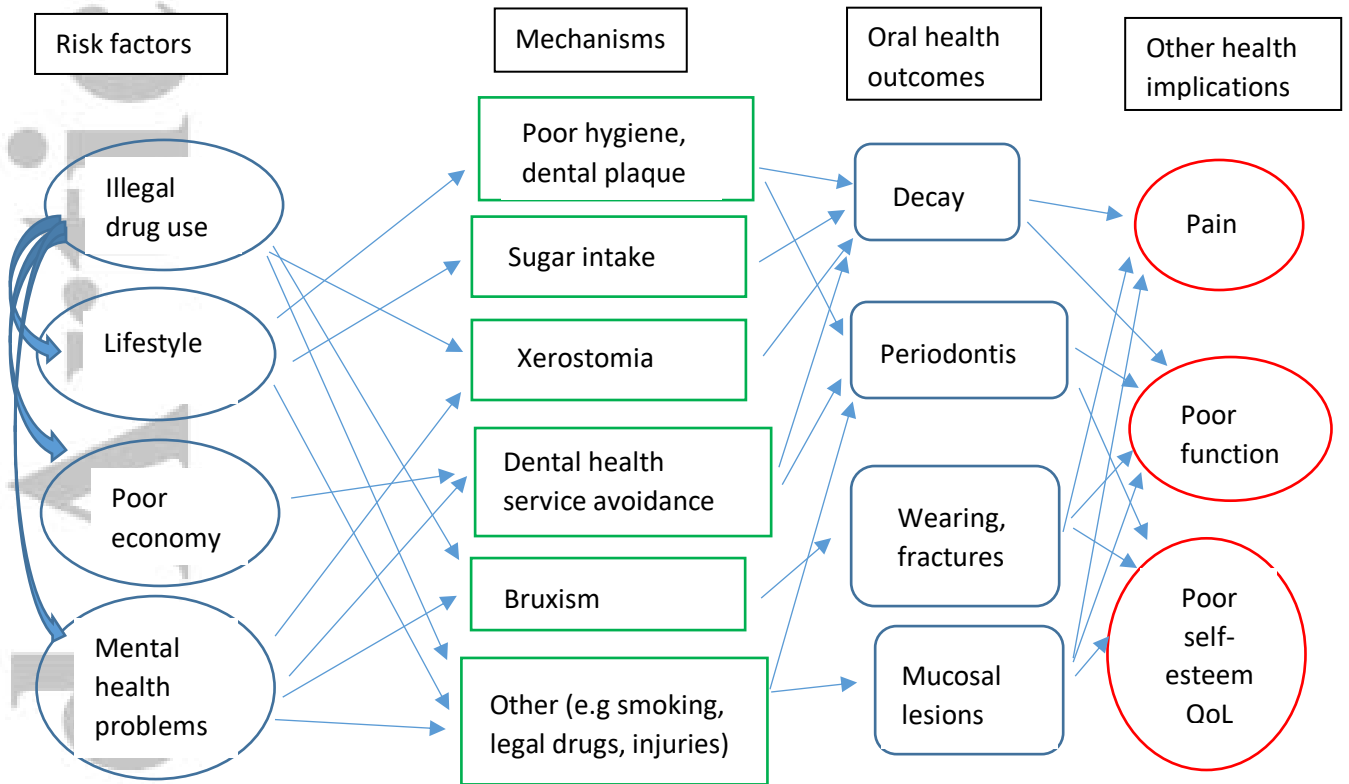 Risk factors
Mechanisms
Oral health
outcomes
Other health
implications
Illegal
drug use
Lifestyle
Poor
economy
Mental
health
problems
Poor hygiene,
dental plaque
Sugar intake
Xerostomia
Dental health
service avoidance
Bruxism
Other (e.g smoking,
legal drugs, injuries)
Decay
Periodontis
Wearing,
fractures
Mucosal
lesions
Pain
Poor
function
Poor
self-
esteem
QoL